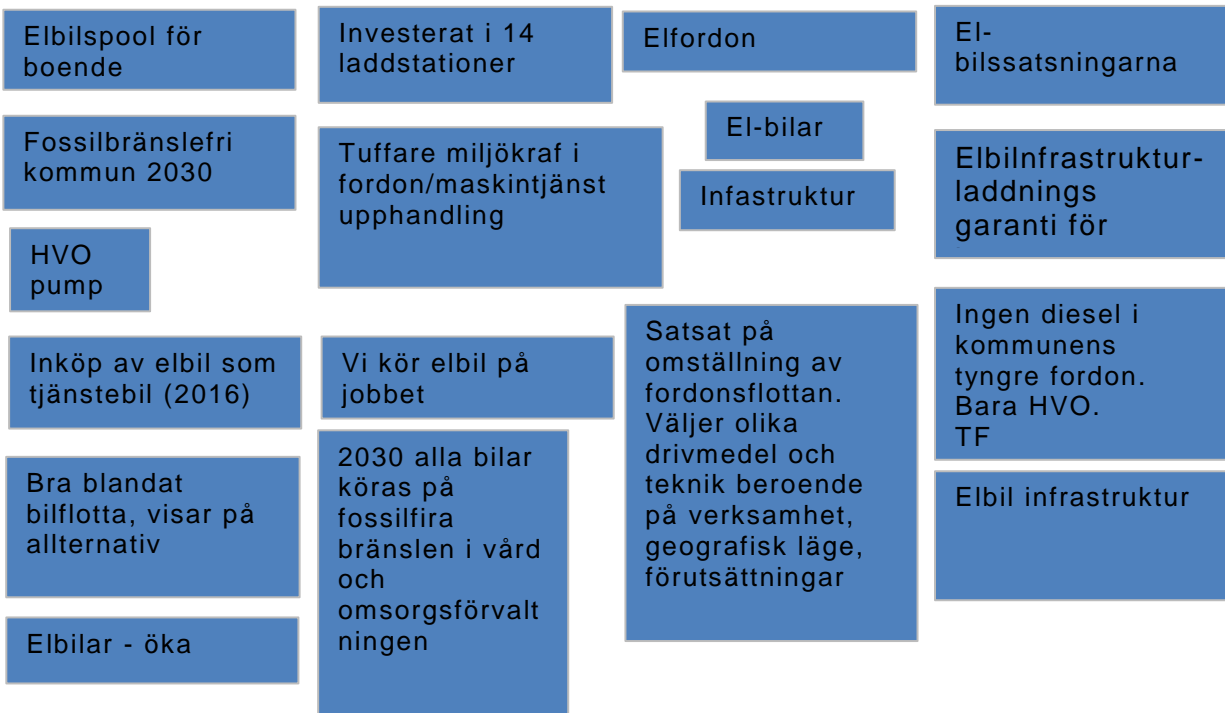 Elbilspool för
boende
Fossilbränslefri
kommun 2030
HVO
pump
Inköp av elbil som
tjänstebil (2016)
Bra blandat
bilflotta, visar på
allternativ
Elbilar - öka
Investerat i 14
laddstationer
Tuffare miljökraf i
fordon/maskintjänst
upphandling
Vi kör elbil på
jobbet
2030 alla bilar
köras på
fossilfira
bränslen i vård
och
omsorgsförvalt
ningen
Elfordon
El-bilar
Infastruktur
Satsat på
omställning av
fordonsflottan.
Väljer olika
drivmedel och
teknik beroende
på verksamhet,
geografisk läge,
förutsättningar
El-
bilssatsningarna
Elbilnfrastruktur-
laddnings
garanti för
Ingen diesel i
kommunens
tyngre fordon.
Bara HVO.
TF
Elbil infrastruktur